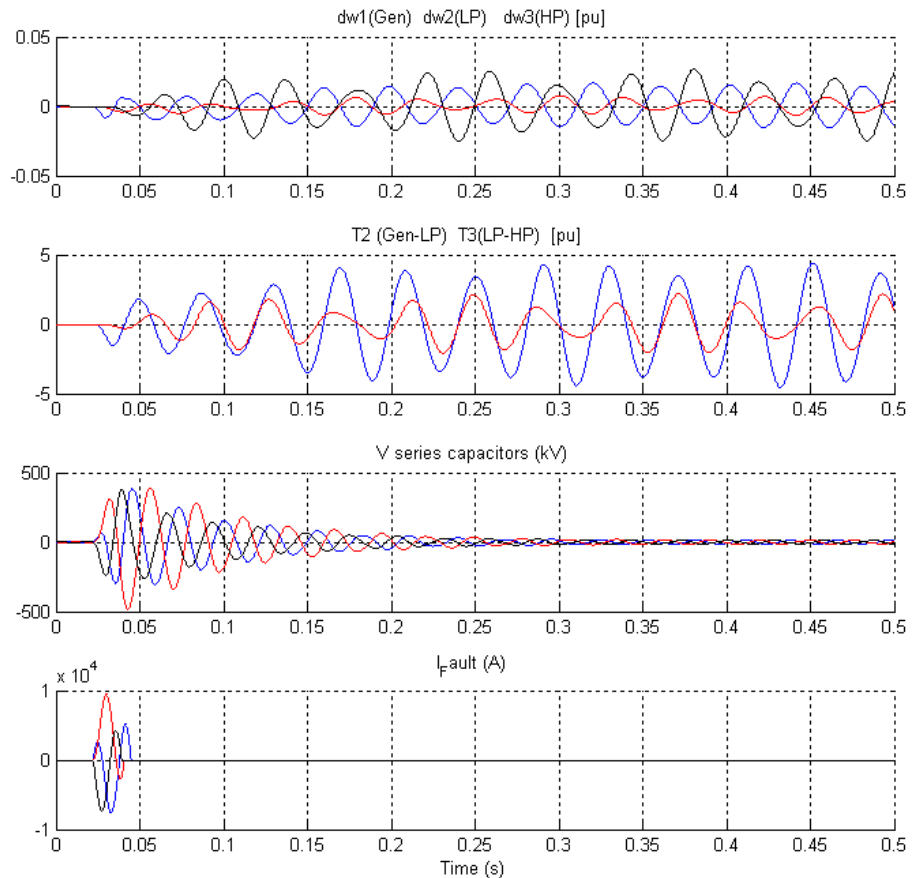 dw1(Gen) dw2(LP) dw3(HP) [pu]
0.05
0
-0.05
0 0.05 0.1 0.15 0.2 0.25 0.3 0.35 0.4 0.45 0.5
T2 (Gen-LP) T3(LP-HP) [pu]
5
0
-5
0 0.05 0.1 0.15 0.2 0.25 0.3 0.35 0.4 0.45 0.5
V series capacitors (kV)
500
0
-500
0 0.05 0.1 0.15 0.2 0.25 0.3 0.35 0.4 0.45 0.5
I_Fault (A)
x 10^4
1
0
-1
0 0.05 0.1 0.15 0.2 0.25 0.3 0.35 0.4 0.45 0.5
Time (s)